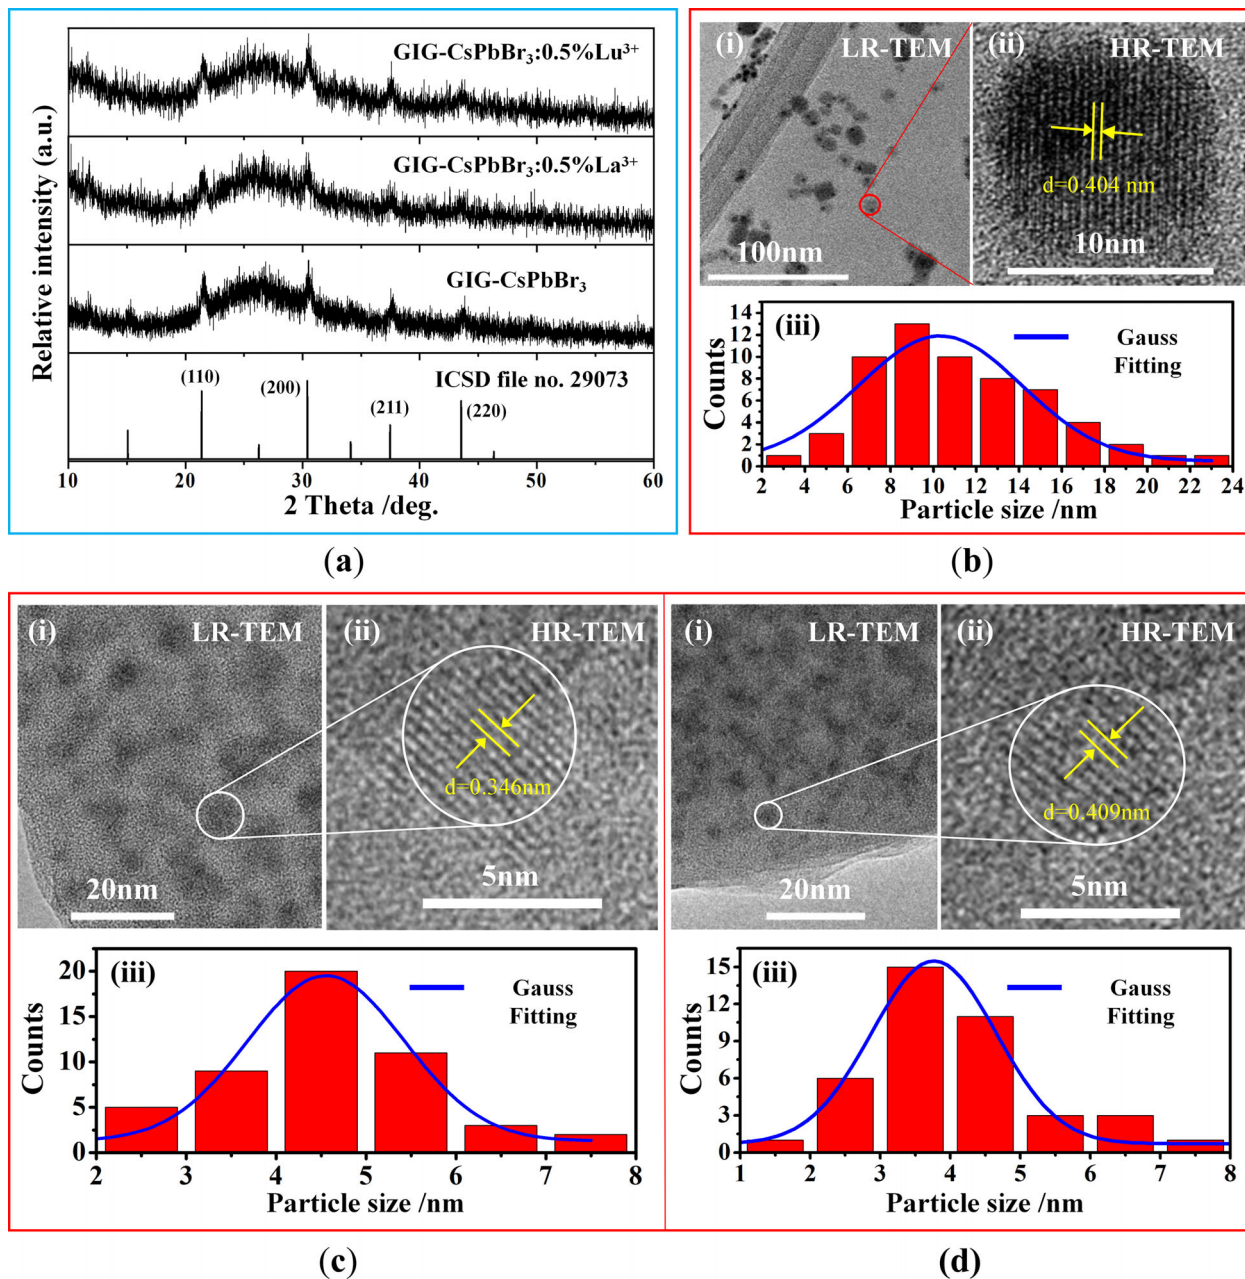 GIG-CsPbBr₃:0.5%Lu³⁺
GIG-CsPbBr₃:0.5%La³⁺
GIG-CsPbBr₃
ICSD file no. 29073
(110)
(200)
(211)
(220)
Relative intensity (a.u.)
10 20 30 40 50 60
2 Theta /deg.
(a)
(i) LR-TEM
100nm
(ii) HR-TEM
d=0.404 nm
10nm
(iii)
Gauss
Fitting
Counts
14
12
10
8
6
4
2
0
2 4 6 8 10 12 14 16 18 20 22 24
Particle size /nm
(b)
(i) LR-TEM
20nm
(ii) HR-TEM
d=0.346nm
5nm
(iii)
Gauss
Fitting
Counts
20
15
10
5
0
2 3 4 5 6 7 8
Particle size /nm
(c)
(i) LR-TEM
20nm
(ii) HR-TEM
d=0.409nm
5nm
(iii)
Gauss
Fitting
Counts
15
12
9
6
3
0
1 2 3 4 5 6 7 8
Particle size /nm
(d)